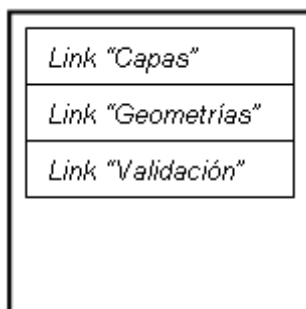 Link “Capas”
Link “Geometrías”
Link “Validación”